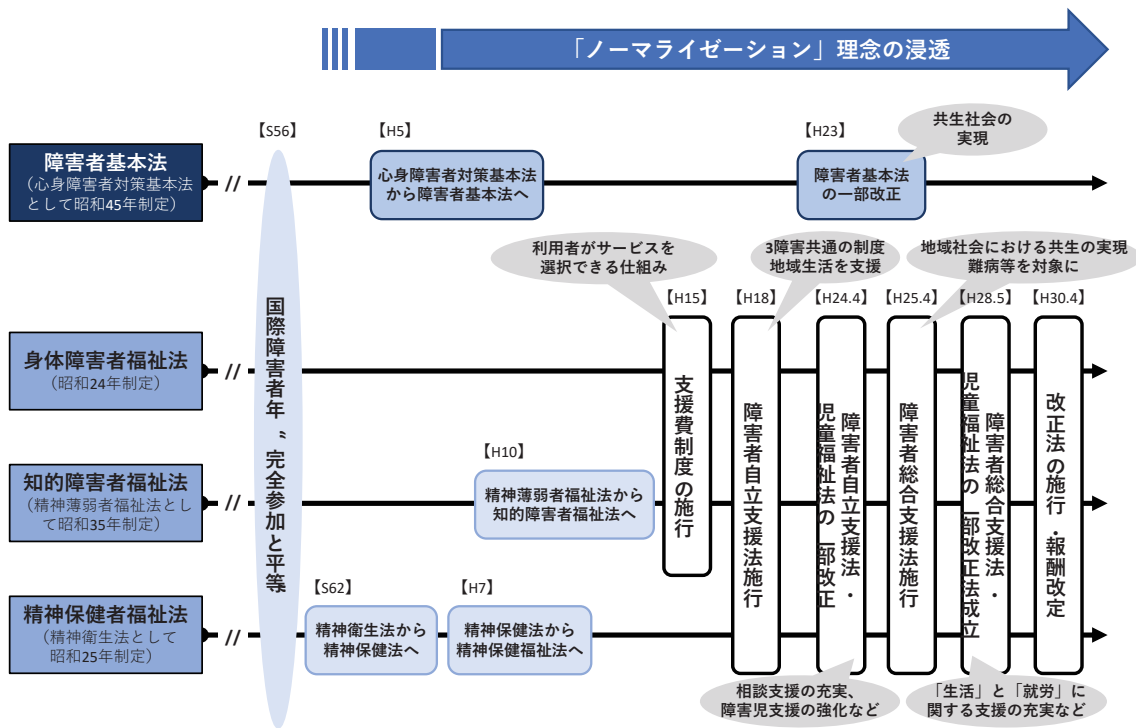 「ノーマライゼーション」理念の浸透
【S56】
【H5】
【H23】
共生社会の
実現
障害者基本法
（心身障害者対策基本法
として昭和45年制定）
//
心身障害者対策基本法
から障害者基本法へ
障害者基本法
の一部改正
利用者がサービスを
選択できる仕組み
3障害共通の制度
地域生活を支援
地域社会における共生の実現
難病等を対象に
【H15】
【H18】
【H24.4】
【H25.4】
【H28.5】
【H30.4】
国際障害者年〝完全参加と平等〟
身体障害者福祉法
（昭和24年制定）
//
支援費制度の施行
障害者自立支援法施行
障害者自立支援法・
児童福祉法の一部改正
障害者総合支援法施行
障害者総合支援法・
児童福祉法の一部改正法成立
改正法の施行・報酬改定
【H10】
知的障害者福祉法
（精神薄弱者福祉法とし
て昭和35年制定）
//
精神薄弱者福祉法から
知的障害者福祉法へ
【S62】
【H7】
精神保健者福祉法
（精神衛生法として
昭和25年制定）
//
精神衛生法から
精神保健法へ
精神保健法から
精神保健福祉法へ
相談支援の充実、
障害児支援の強化など
「生活」と「就労」に
関する支援の充実など